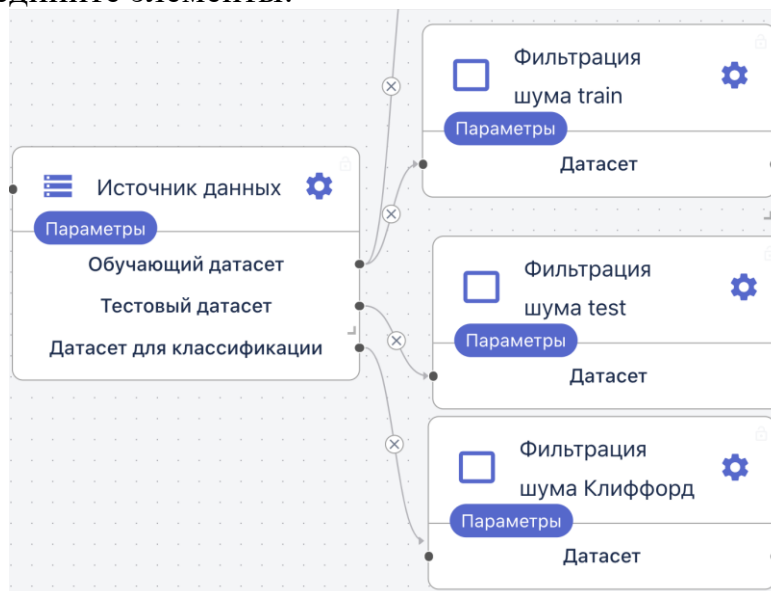 Фильтрация
шума train
Параметры
Датасет
Источник данных
Параметры
Обучающий датасет
Тестовый датасет
Датасет для классификации
Фильтрация
шума test
Параметры
Датасет
Фильтрация
шума Клиффорд
Параметры
Датасет